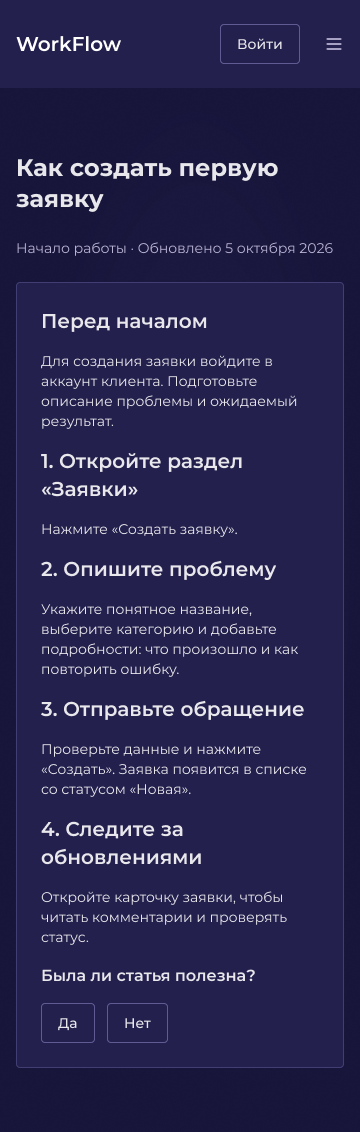 WorkFlow
Войти
Как создать первую
заявку
Начало работы · Обновлено 5 октября 2026
Перед началом
Для создания заявки войдите в
аккаунт клиента. Подготовьте
описание проблемы и ожидаемый
результат.
1. Откройте раздел
«Заявки»
Нажмите «Создать заявку».
2. Опишите проблему
Укажите понятное название,
выберите категорию и добавьте
подробности: что произошло и как
повторить ошибку.
3. Отправьте обращение
Проверьте данные и нажмите
«Создать». Заявка появится в списке
со статусом «Новая».
4. Следите за
обновлениями
Откройте карточку заявки, чтобы
читать комментарии и проверять
статус.
Была ли статья полезна?
Да
Нет